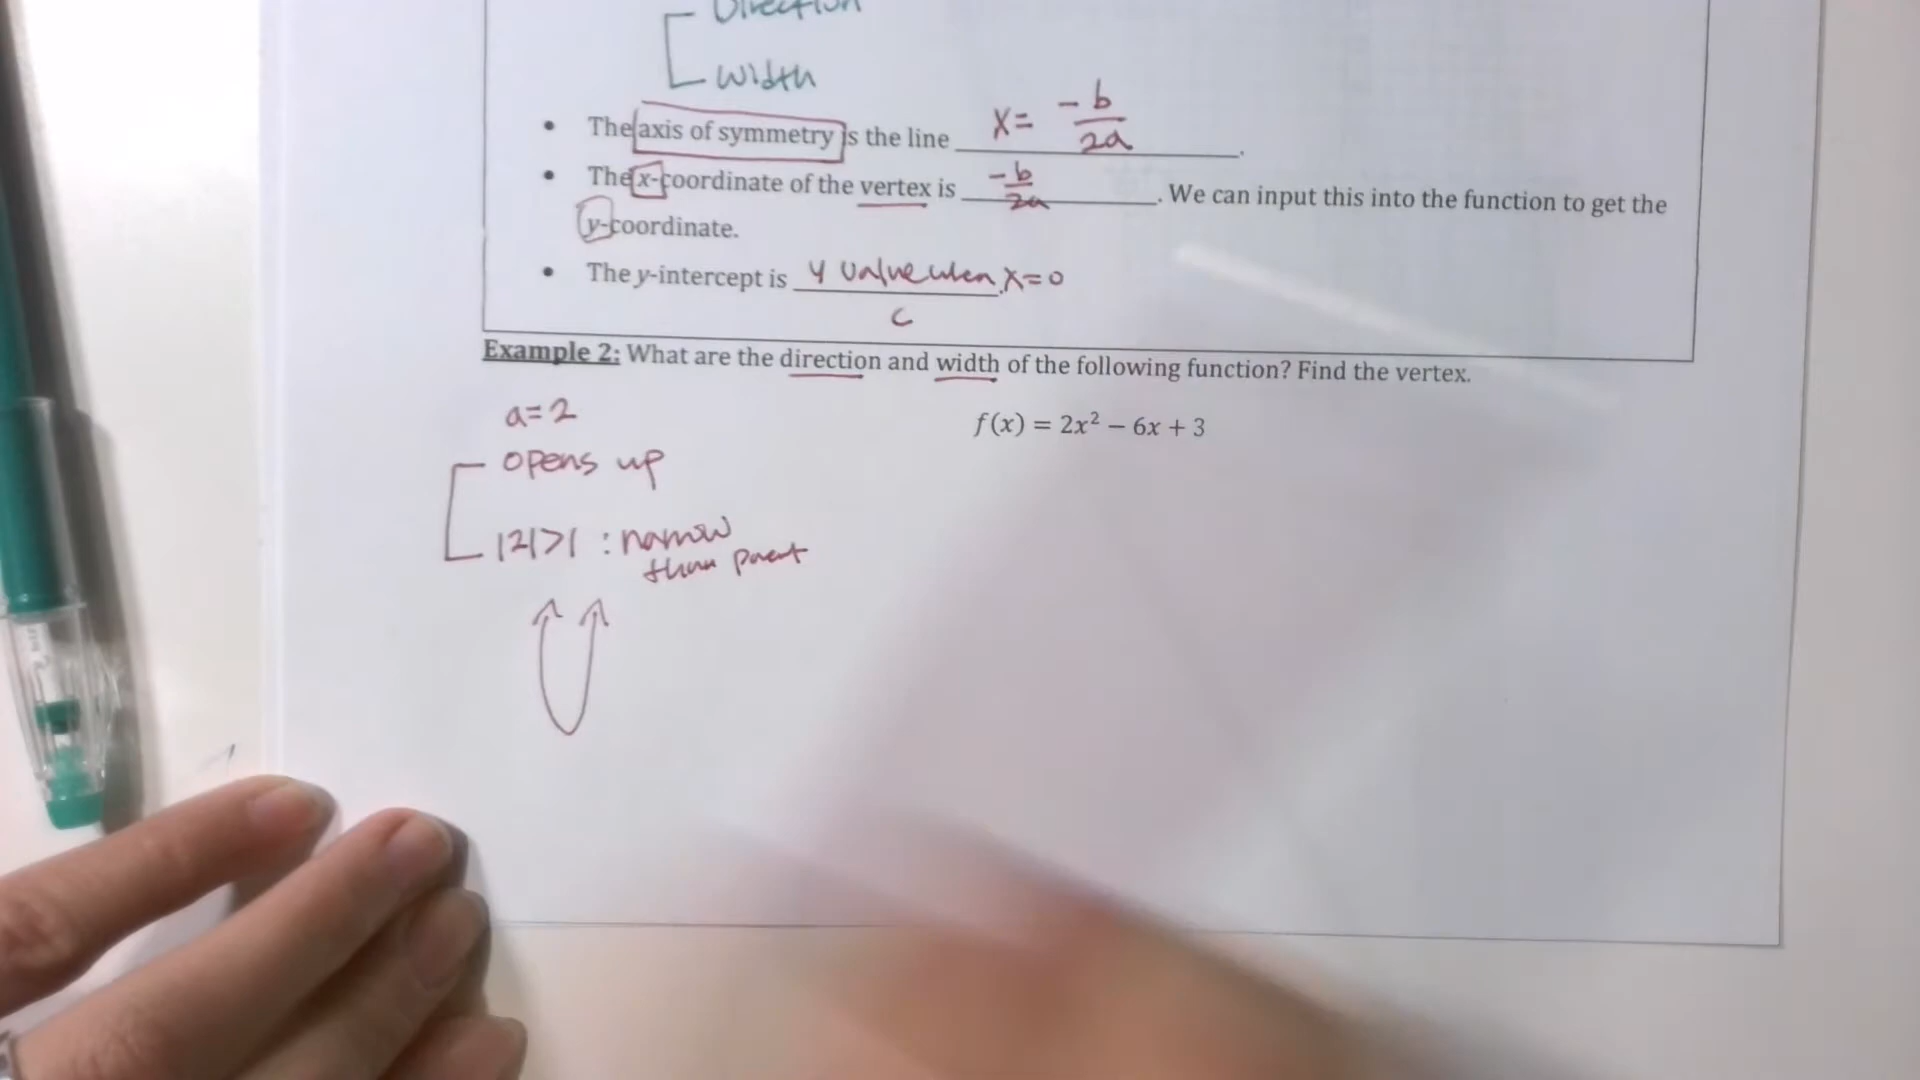 Direction
width
• The axis of symmetry is the line x = -b/2a.
• The x-coordinate of the vertex is -b/2a. We can input this into the function to get the
y-coordinate.
• The y-intercept is y value when x=0.
c
Example 2: What are the direction and width of the following function? Find the vertex.
a=2
f(x) = 2x² − 6x + 3
opens up
|2|>1 : narrow
than parent